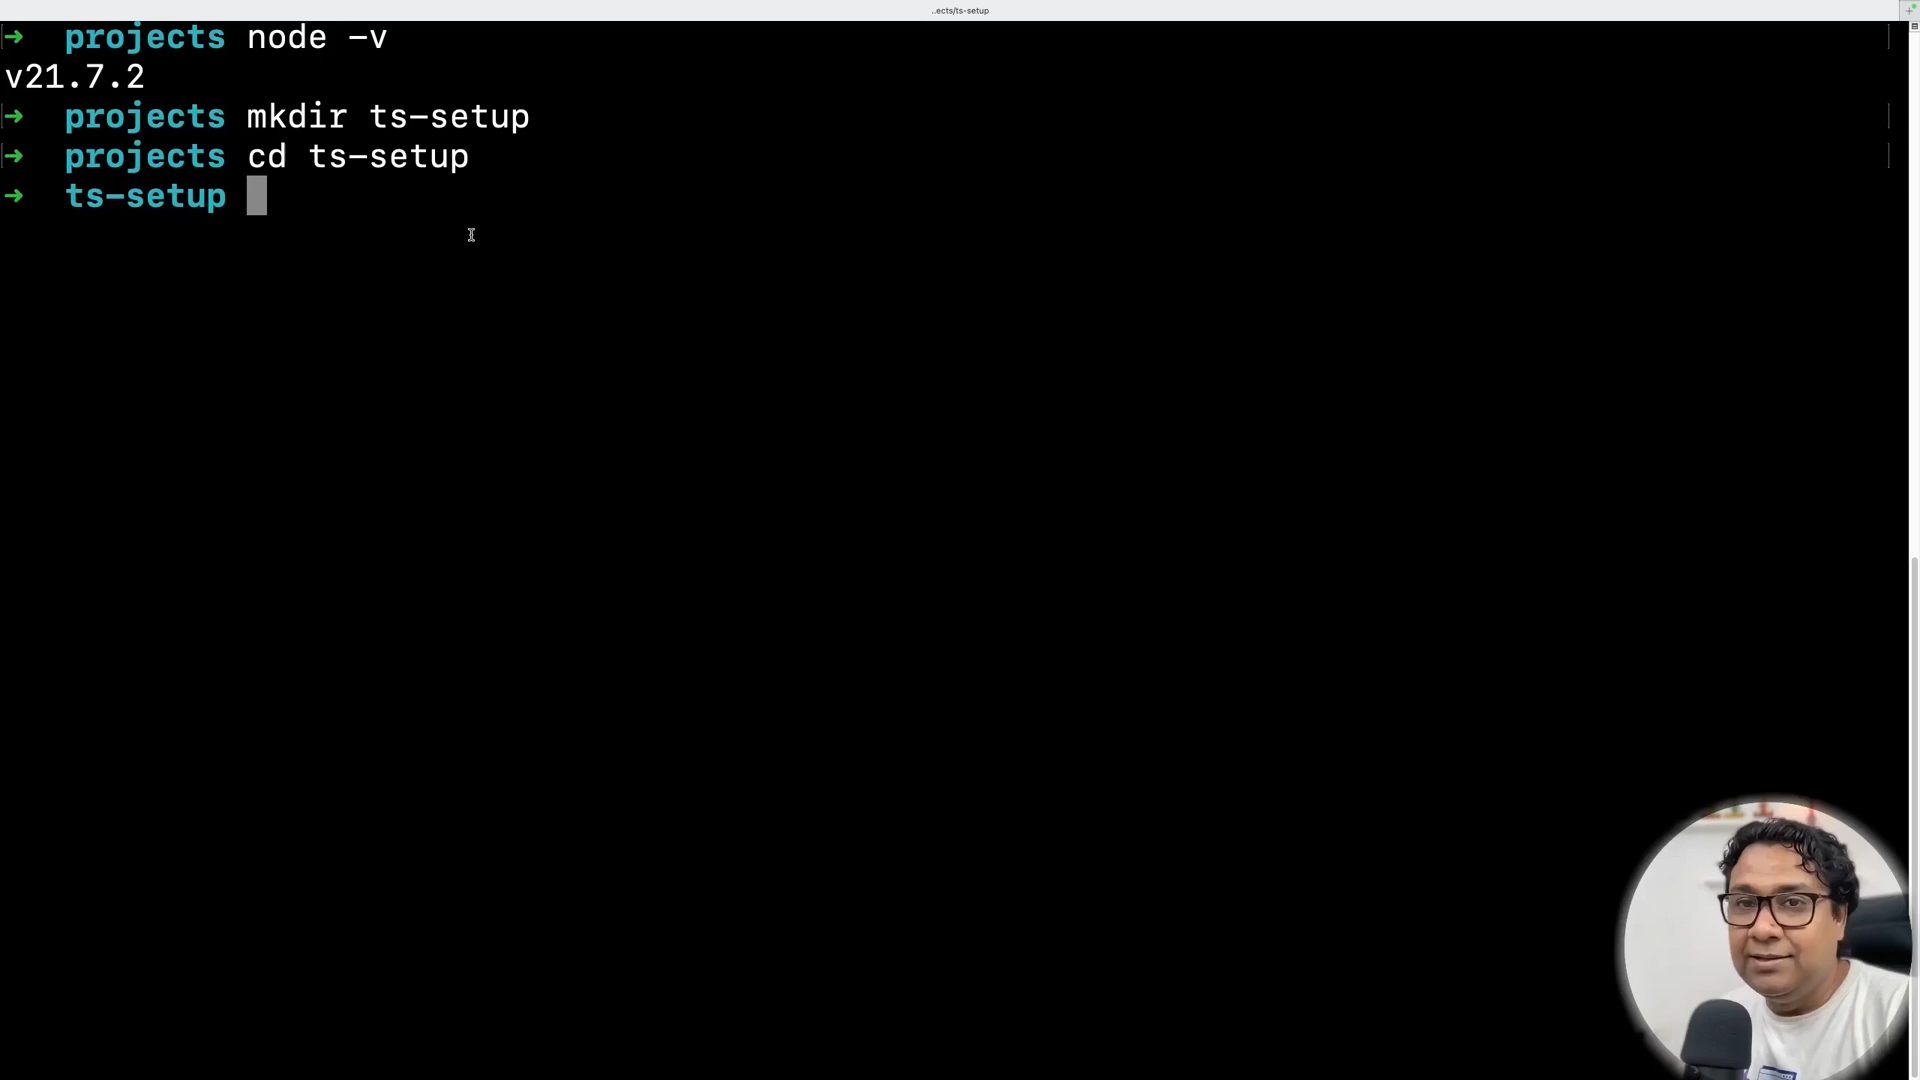 ..ects/ts-setup
➜ projects node -v
v21.7.2
➜ projects mkdir ts-setup
➜ projects cd ts-setup
➜ ts-setup